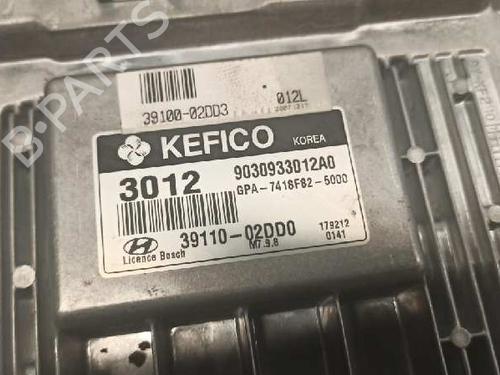 B-PARTS
39100-02DD3 012L
KEFICO KOREA
3012 9030933012A0
GPA-7418F82-5000
39110-02DD0 179212
Licence Bosch M7.9.8 0141